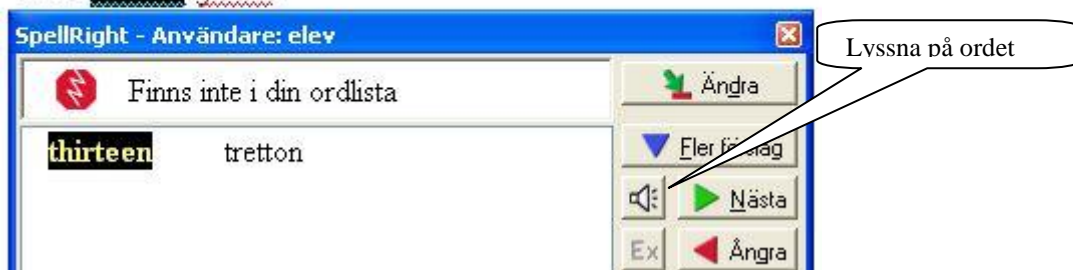 SpellRight - Användare: elev
Lyssna på ordet
Finns inte i din ordlista
Ändra
thirteen tretton
Fler förslag
Nästa
Ex
Ångra